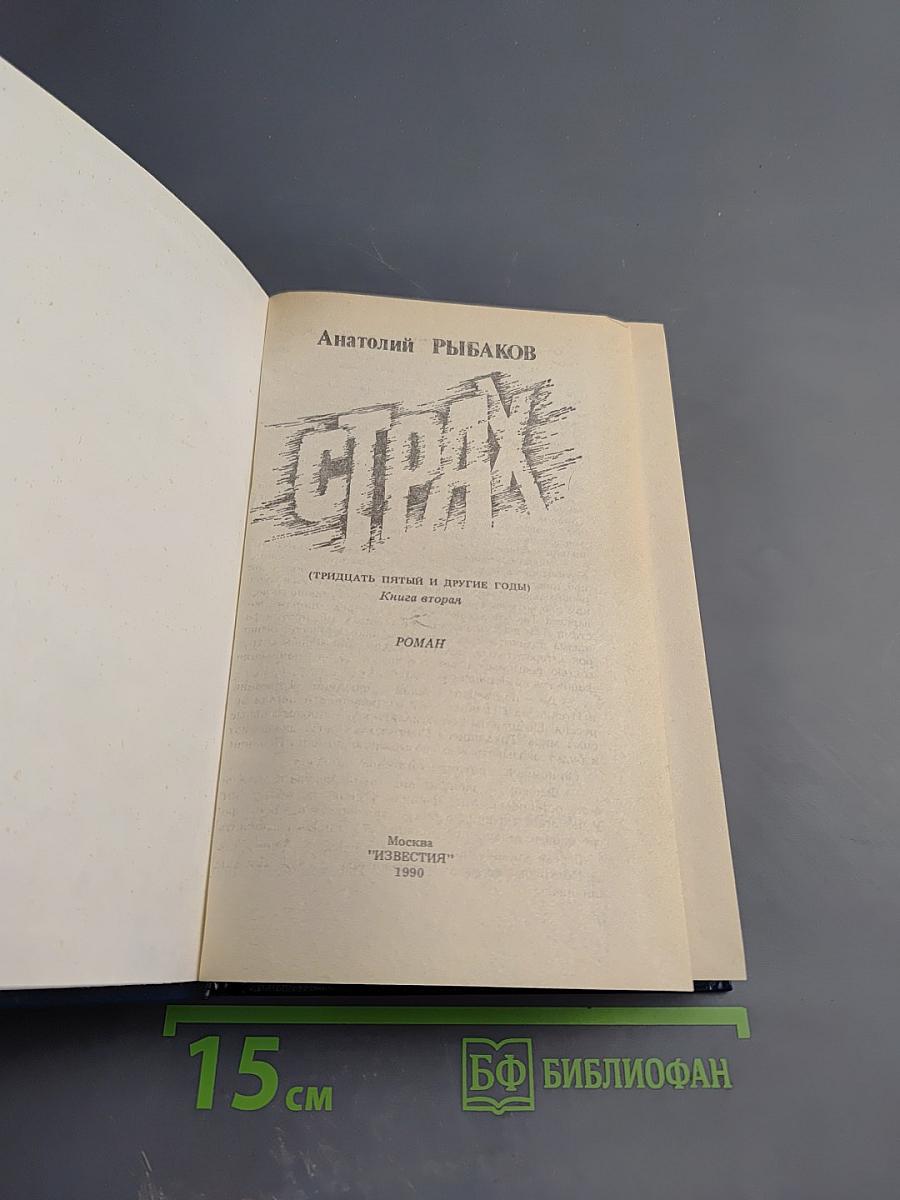 Анатолий РЫБАКОВ
СТРАХ
(ТРИДЦАТЬ ПЯТЫЙ И ДРУГИЕ ГОДЫ)
Книга вторая
РОМАН
Москва
"ИЗВЕСТИЯ"
1990
15 см
БФ БИБЛИОФАН